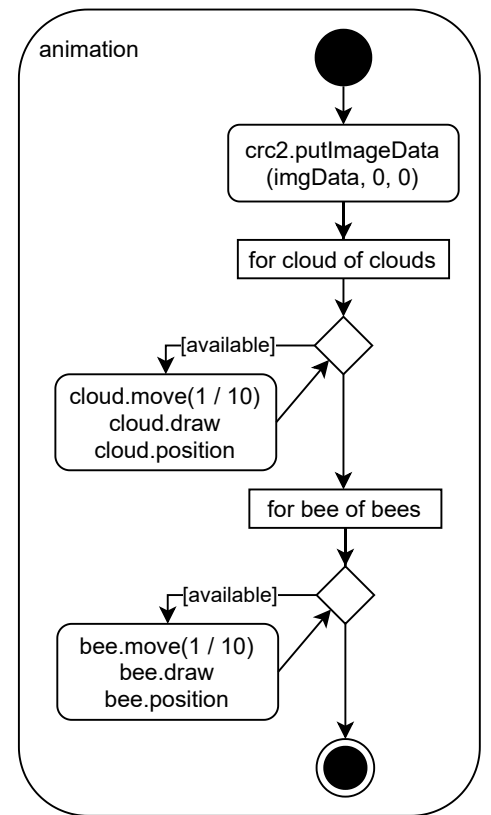 animation
crc2.putImageData
(imgData, 0, 0)
for cloud of clouds
[available]
cloud.move(1 / 10)
cloud.draw
cloud.position
for bee of bees
[available]
bee.move(1 / 10)
bee.draw
bee.position